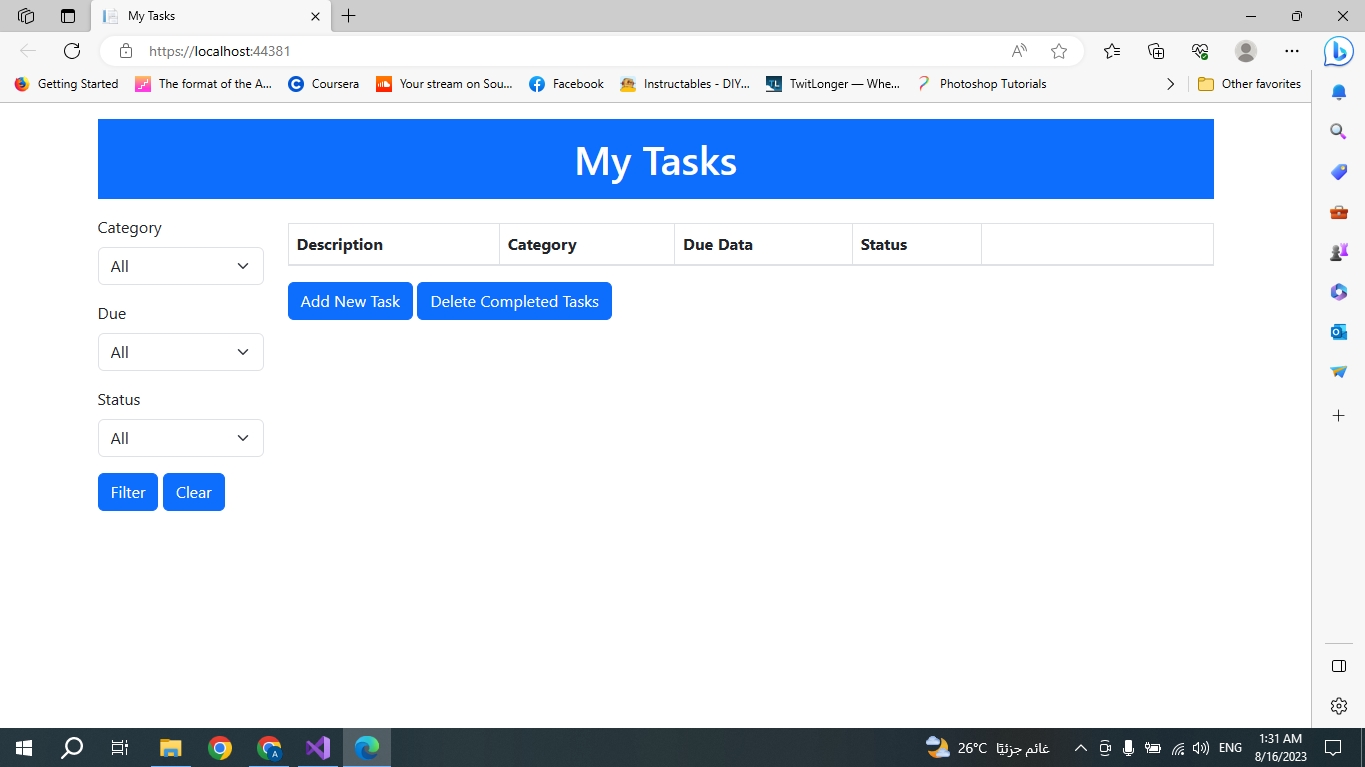 My Tasks
https://localhost:44381
Getting Started
The format of the A...
Coursera
Your stream on Sou...
Facebook
Instructables - DIY...
TwitLonger — Whe...
Photoshop Tutorials
Other favorites
My Tasks
Category
All
Due
All
Status
All
Filter Clear
Description Category Due Data Status
Add New Task Delete Completed Tasks
26°C غائم جزئيًا
ENG
1:31 AM
8/16/2023